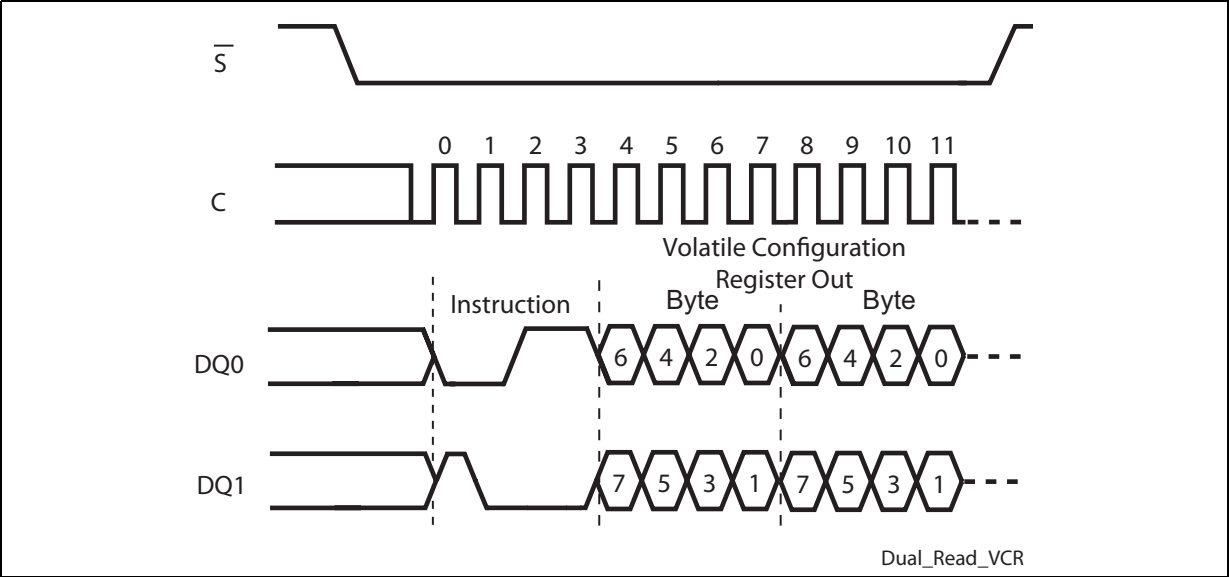 S
0 1 2 3 4 5 6 7 8 9 10 11
C
Volatile Configuration
Register Out
Instruction Byte Byte
DQ0 6 4 2 0 6 4 2 0
DQ1 7 5 3 1 7 5 3 1
Dual_Read_VCR